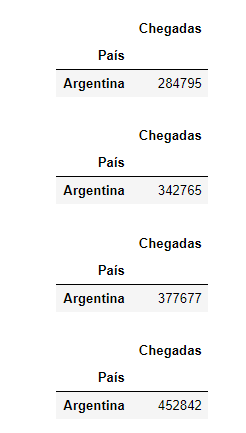 Chegadas
País
Argentina 284795
Chegadas
País
Argentina 342765
Chegadas
País
Argentina 377677
Chegadas
País
Argentina 452842